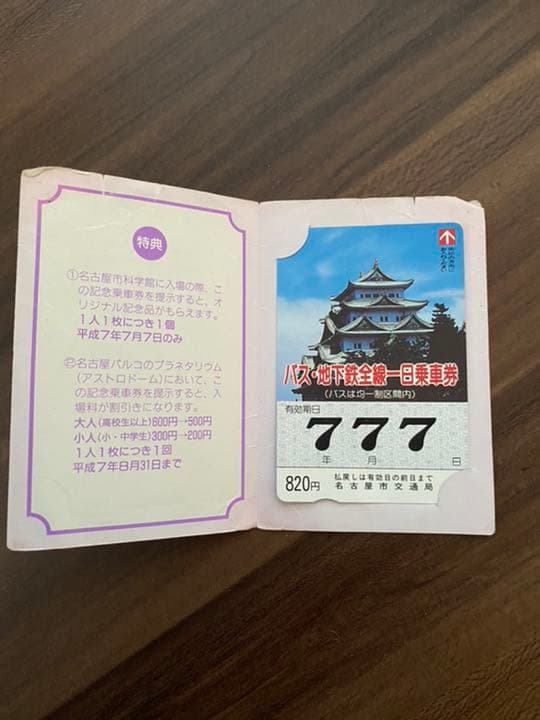 特典
①名古屋市科学館に入場の際、こ
の記念乗車券を提示すると、オ
リジナル記念品がもらえます。
1人1枚につき1個
平成7年7月7日のみ
②名古屋パルコのプラネタリウム
(アストロドーム)において、こ
の記念乗車券を提示すると、入
場料が割引きになります。
大人(高校生以上)600円→500円
小人(小・中学生)300円→200円
1人1枚につき1回
平成7年8月31日まで
バス・地下鉄全線一日乗車券
(バスは均一制区間内)
有効期日
7 7 7
年 月 日
820円
払戻しは有効日の前日まで
名古屋市交通局